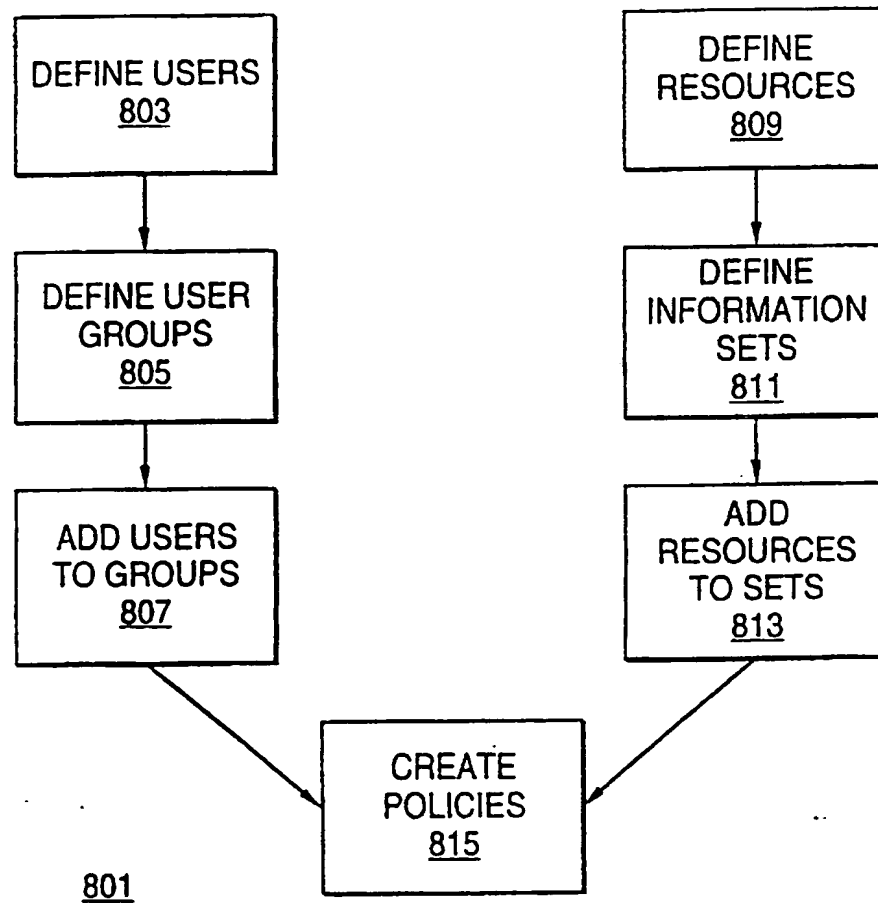 DEFINE USERS
803
DEFINE USER
GROUPS
805
ADD USERS
TO GROUPS
807
DEFINE
RESOURCES
809
DEFINE
INFORMATION
SETS
811
ADD
RESOURCES
TO SETS
813
CREATE
POLICIES
815
801